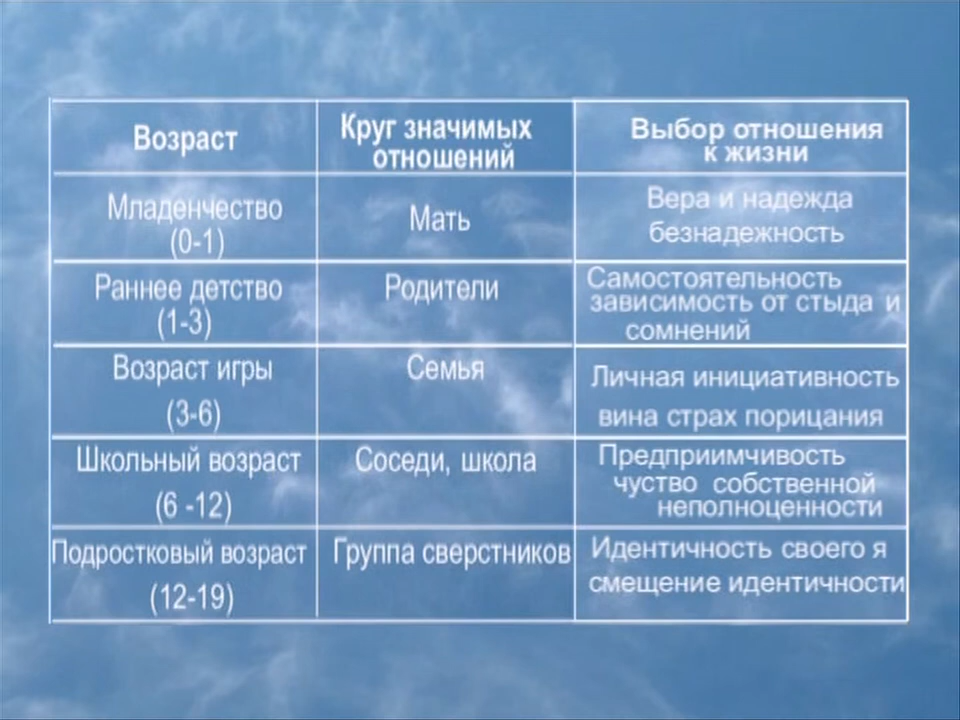 Возраст
Круг значимых
отношений
Выбор отношения
к жизни
Младенчество
(0-1)
Мать
Вера и надежда
безнадежность
Раннее детство
(1-3)
Родители
Самостоятельность
зависимость от стыда и
сомнений
Возраст игры
(3-6)
Семья
Личная инициативность
вина страх порицания
Школьный возраст
(6 -12)
Соседи, школа
Предприимчивость
чуство собственной
неполноценности
Подростковый возраст
(12-19)
Группа сверстников
Идентичность своего я
смещение идентичности